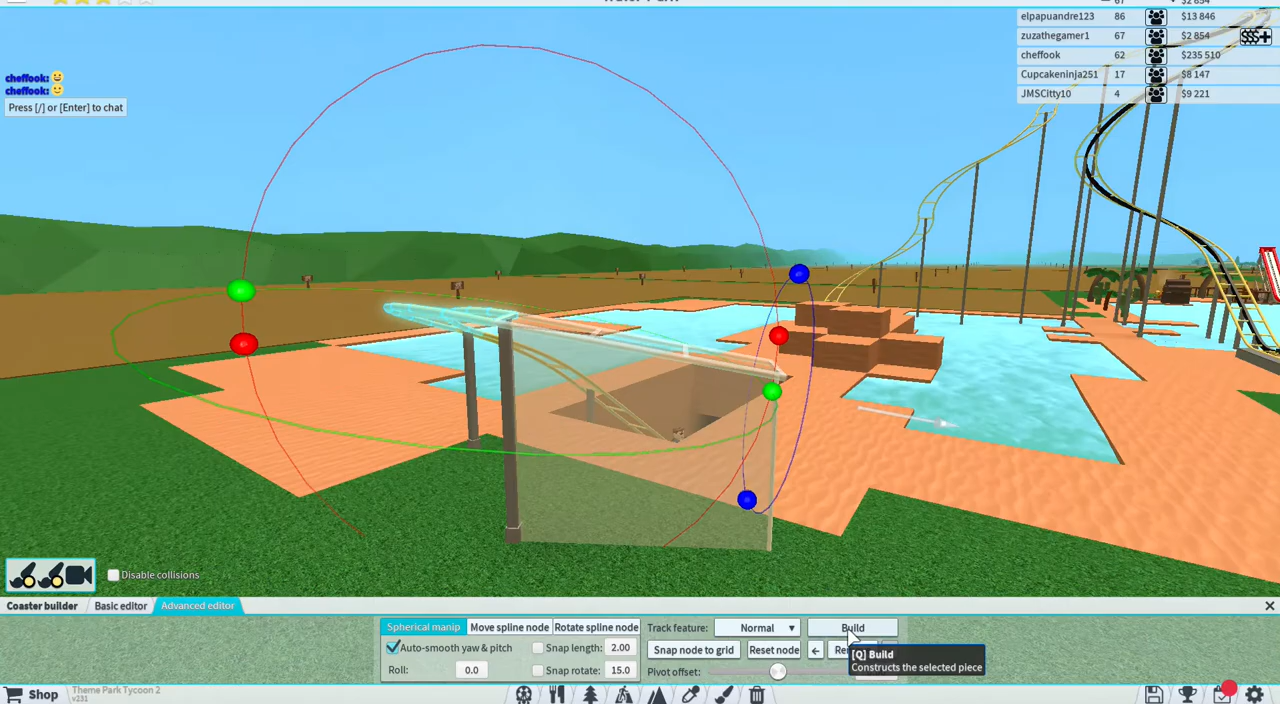 elpapuandre123 86 $13 846
zuzathegamer1 67 $2 854 $$$+
cheffook 62 $235 510
Cupcakeninja251 17 $8 147
JMSCitty10 4 $9 221
cheffook:
cheffook:
Press [/] or [Enter] to chat
Disable collisions
Coaster builder Basic editor Advanced editor
Spherical manip Move spline node Rotate spline node Track feature: Normal Build
Auto-smooth yaw & pitch Snap length: 2.00 Snap node to grid Reset node
Roll: 0.0 Snap rotate: 15.0 Pivot offset:
[Q] Build
Constructs the selected piece
Shop
Theme Park Tycoon 2
v231